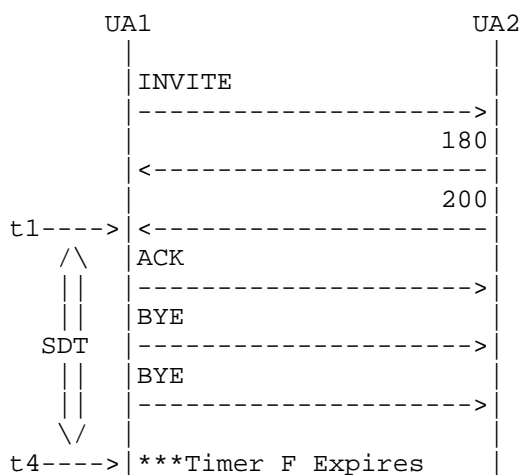 UA1                 UA2
 |                   |
 |INVITE             |
 |------------------>|
 |                180|
 |<------------------|
 |                200|
t1---->|<------------------|
/\   |ACK                |
||   |------------------>|
||   |BYE                |
SDT  |------------------>|
||   |BYE                |
||   |------------------>|
\/   |                   |
t4---->|***Timer F Expires |